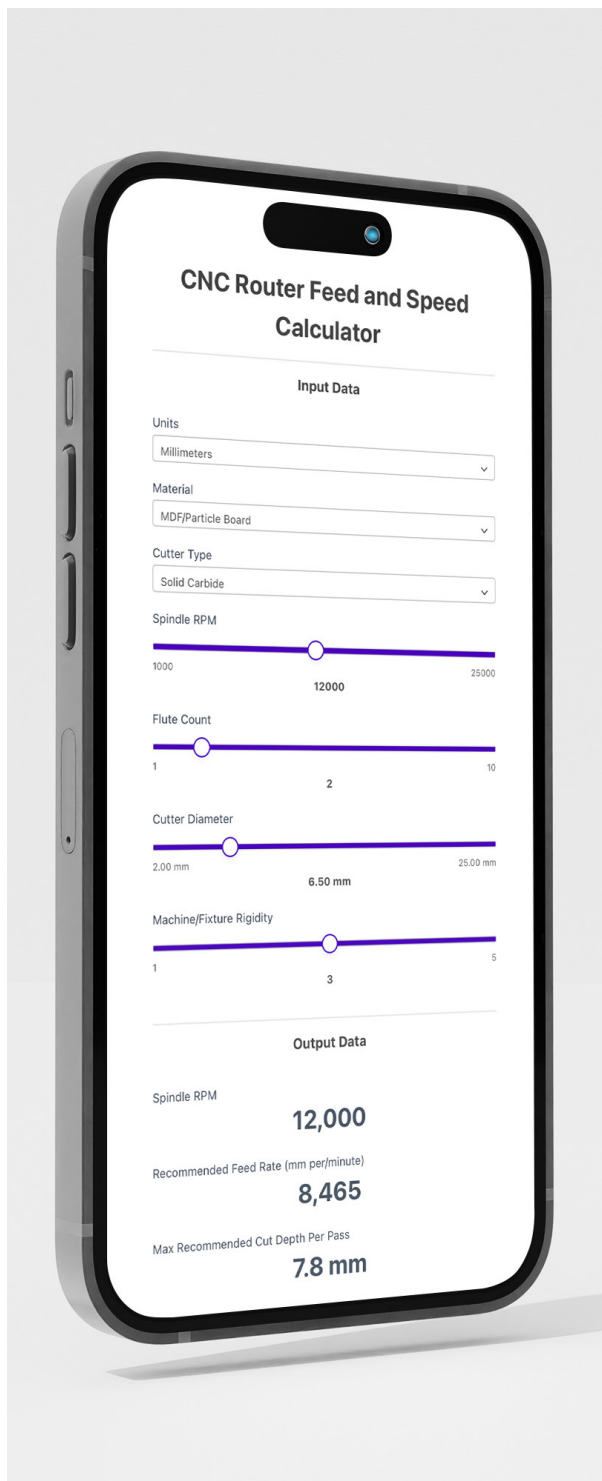 CNC Router Feed and Speed
Calculator
Input Data
Units
Millimeters
Material
MDF/Particle Board
Cutter Type
Solid Carbide
Spindle RPM
1000
25000
12000
Flute Count
1
10
2
Cutter Diameter
2.00 mm
25.00 mm
6.50 mm
Machine/Fixture Rigidity
1
5
3
Output Data
Spindle RPM
12,000
Recommended Feed Rate (mm per/minute)
8,465
Max Recommended Cut Depth Per Pass
7.8 mm